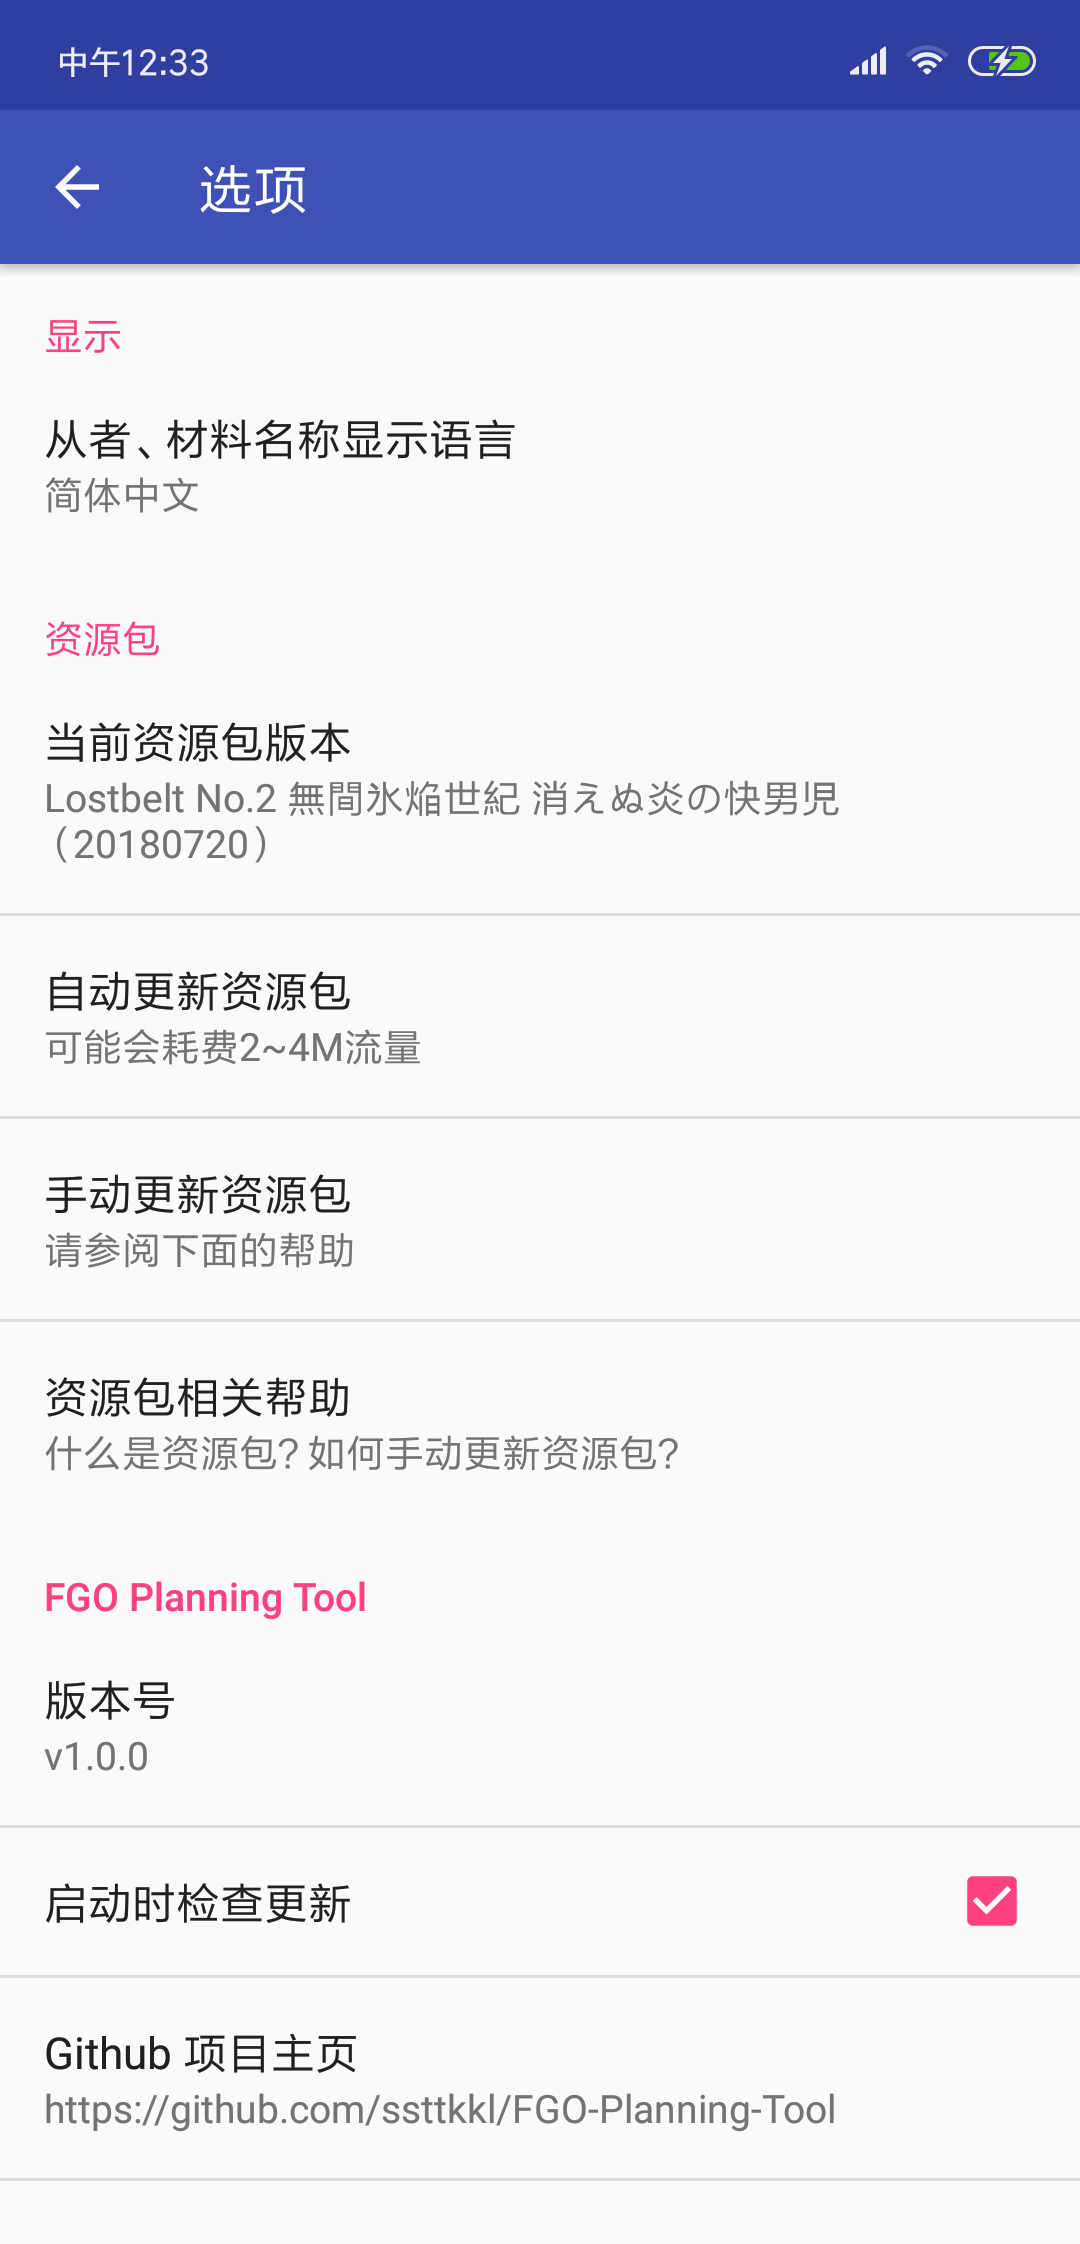 中午12:33
选项
显示
从者、材料名称显示语言
简体中文
资源包
当前资源包版本
Lostbelt No.2 無間氷焔世紀 消えぬ炎の快男児
（20180720）
自动更新资源包
可能会耗费2~4M流量
手动更新资源包
请参阅下面的帮助
资源包相关帮助
什么是资源包？如何手动更新资源包？
FGO Planning Tool
版本号
v1.0.0
启动时检查更新
Github 项目主页
https://github.com/ssttkkl/FGO-Planning-Tool